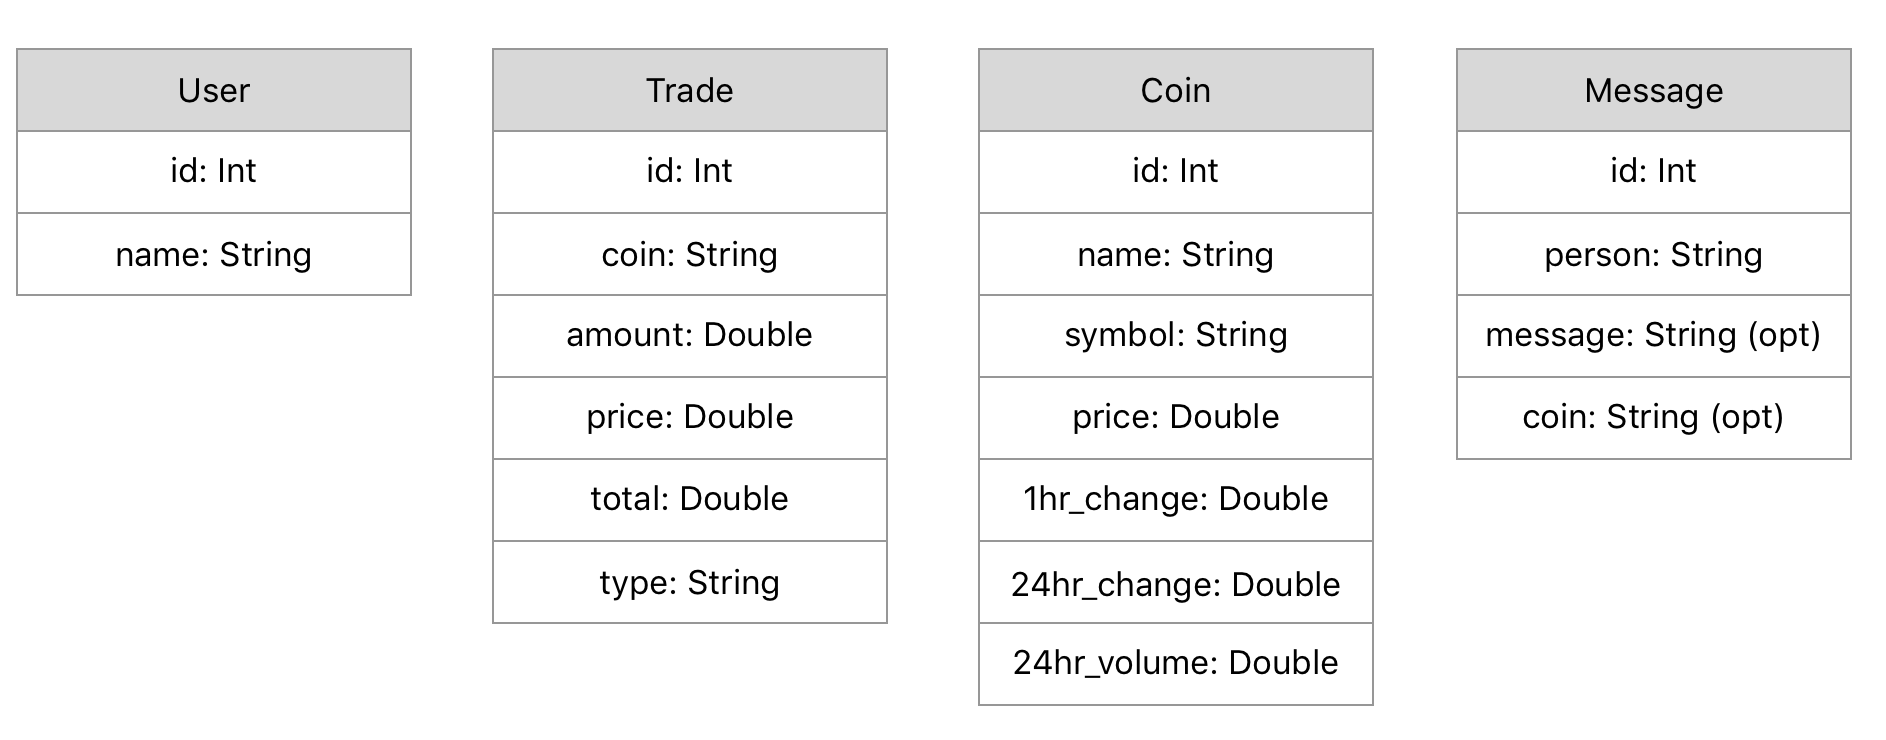 User
id: Int
name: String
Trade
id: Int
coin: String
amount: Double
price: Double
total: Double
type: String
Coin
id: Int
name: String
symbol: String
price: Double
1hr_change: Double
24hr_change: Double
24hr_volume: Double
Message
id: Int
person: String
message: String (opt)
coin: String (opt)